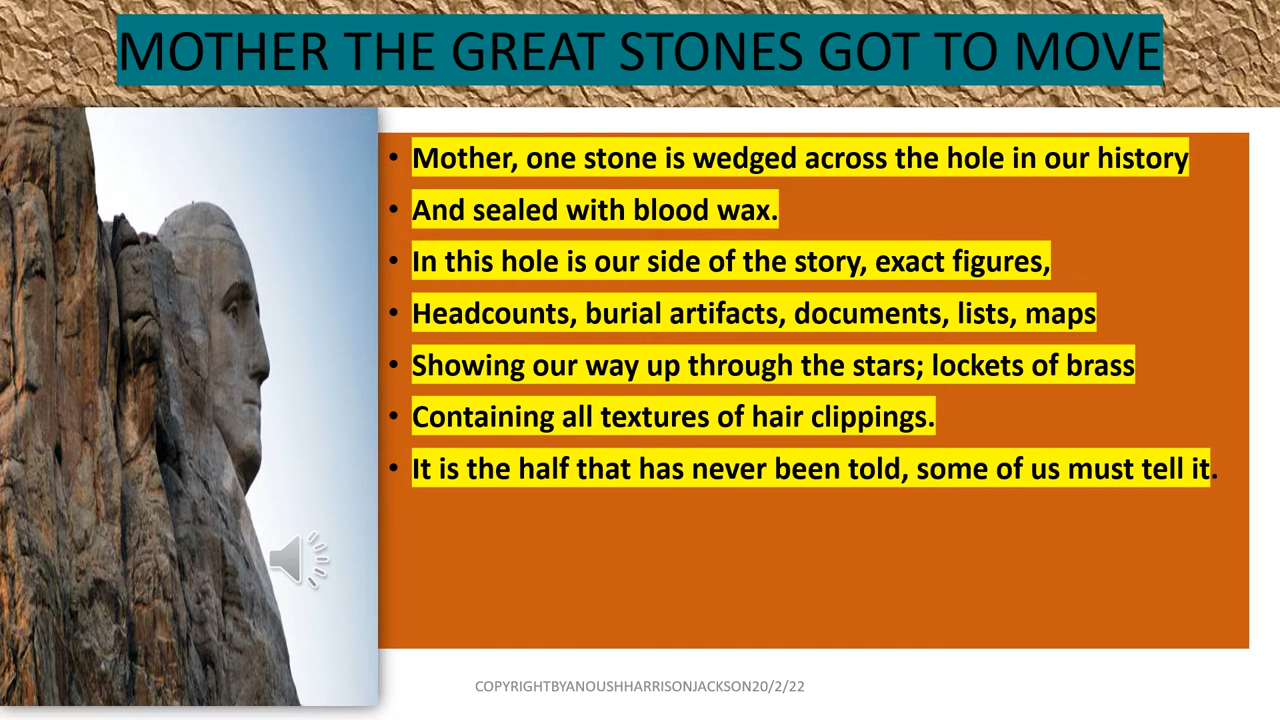 MOTHER THE GREAT STONES GOT TO MOVE
• Mother, one stone is wedged across the hole in our history
• And sealed with blood wax.
• In this hole is our side of the story, exact figures,
• Headcounts, burial artifacts, documents, lists, maps
• Showing our way up through the stars; lockets of brass
• Containing all textures of hair clippings.
• It is the half that has never been told, some of us must tell it.
COPYRIGHTBYANOUSHHARRISONJACKSON20/2/22